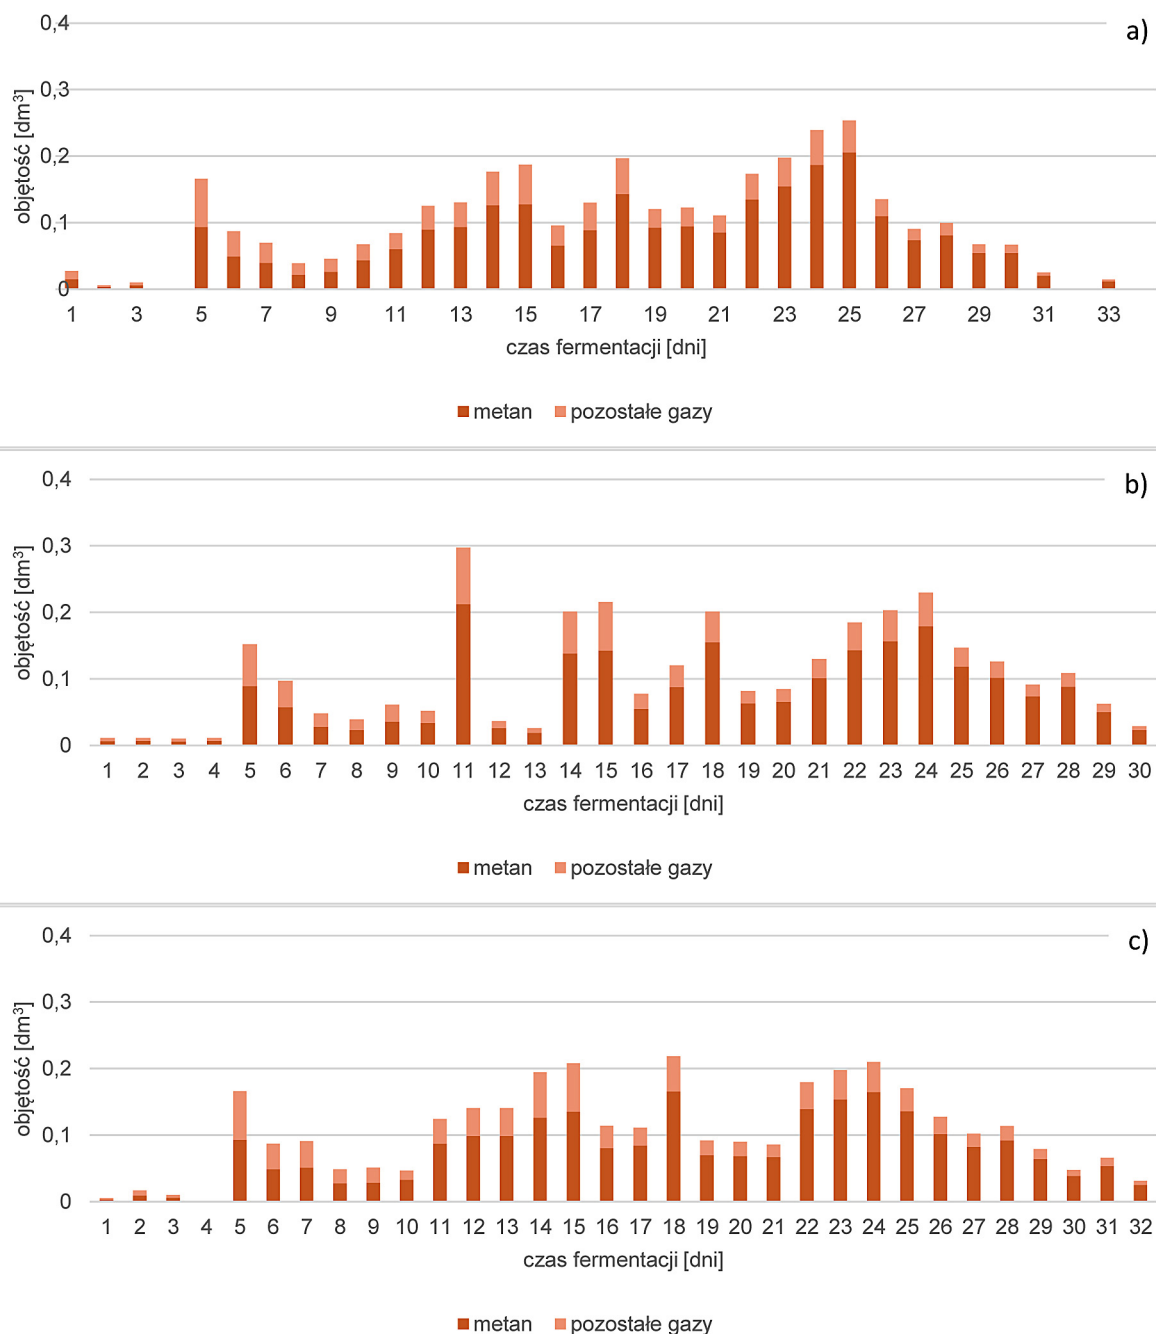 a)
0,4
0,3
0,2
0,1
0
objętość [dm³]
1 3 5 7 9 11 13 15 17 19 21 23 25 27 29 31 33
czas fermentacji [dni]
metan pozostałe gazy
b)
0,4
0,3
0,2
0,1
0
objętość [dm³]
1 2 3 4 5 6 7 8 9 10 11 12 13 14 15 16 17 18 19 20 21 22 23 24 25 26 27 28 29 30
czas fermentacji [dni]
metan pozostałe gazy
c)
0,4
0,3
0,2
0,1
0
objętość [dm³]
1 2 3 4 5 6 7 8 9 10 11 12 13 14 15 16 17 18 19 20 21 22 23 24 25 26 27 28 29 30 31 32
czas fermentacji [dni]
metan pozostałe gazy